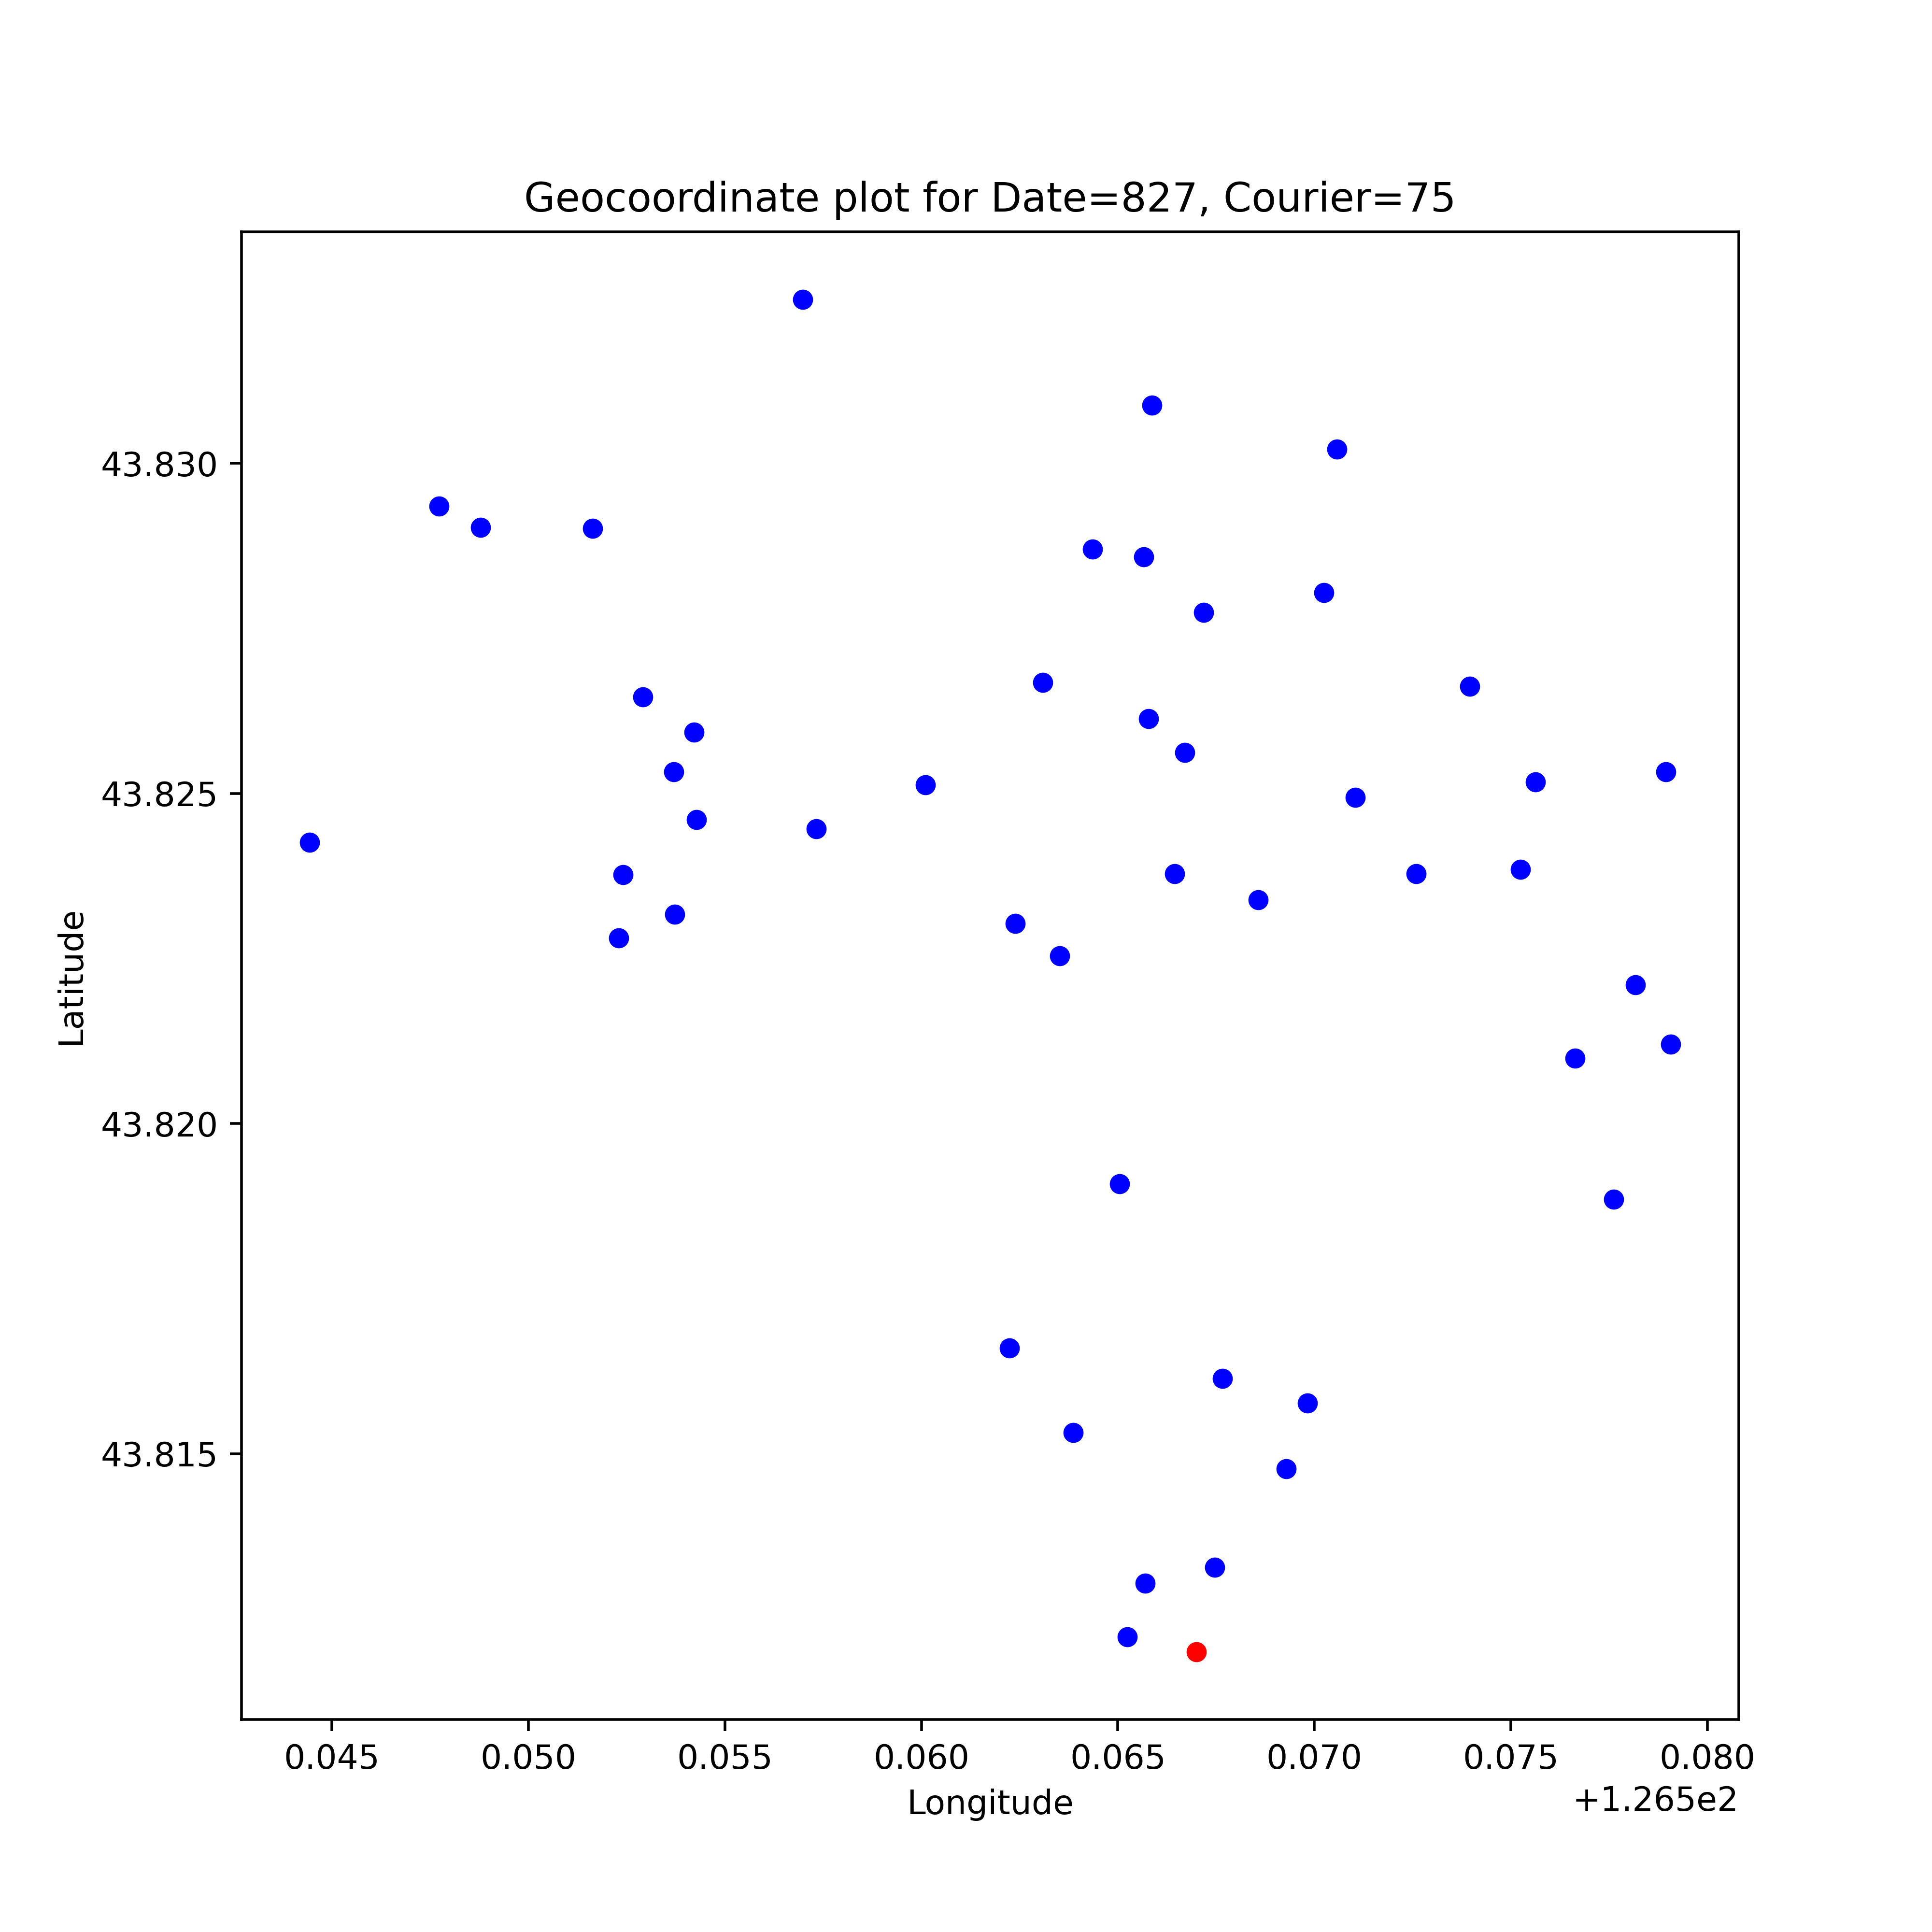 Geocoordinate plot for Date=827, Courier=75
43.830
43.825
43.820
43.815
Latitude
0.045 0.050 0.055 0.060 0.065 0.070 0.075 0.080
Longitude
+1.265e2